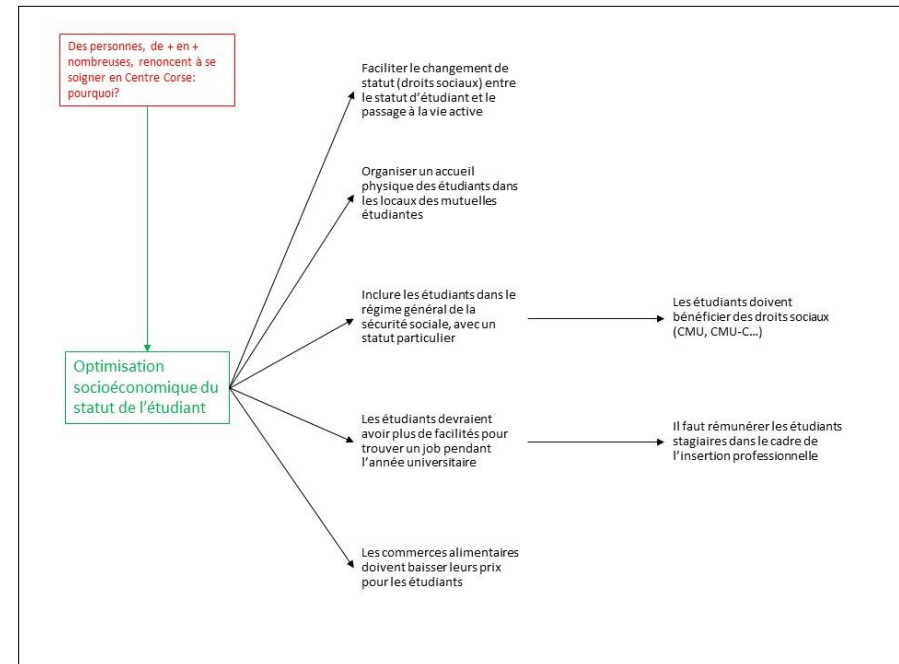 Des personnes, de + en +
nombreuses, renoncent à se
soigner en Centre Corse:
pourquoi?
Faciliter le changement de
statut (droits sociaux) entre
le statut d'étudiant et le
passage à la vie active
Organiser un accueil
physique des étudiants dans
les locaux des mutuelles
étudiantes
Inclure les étudiants dans le
régime général de la
sécurité sociale, avec un
statut particulier
Les étudiants doivent
bénéficier des droits sociaux
(CMU, CMU-C...)
Optimisation
socioéconomique du
statut de l'étudiant
Les étudiants devraient
avoir plus de facilités pour
trouver un job pendant
l'année universitaire
Il faut rémunérer les étudiants
stagiaires dans le cadre de
l'insertion professionnelle
Les commerces alimentaires
doivent baisser leurs prix
pour les étudiants